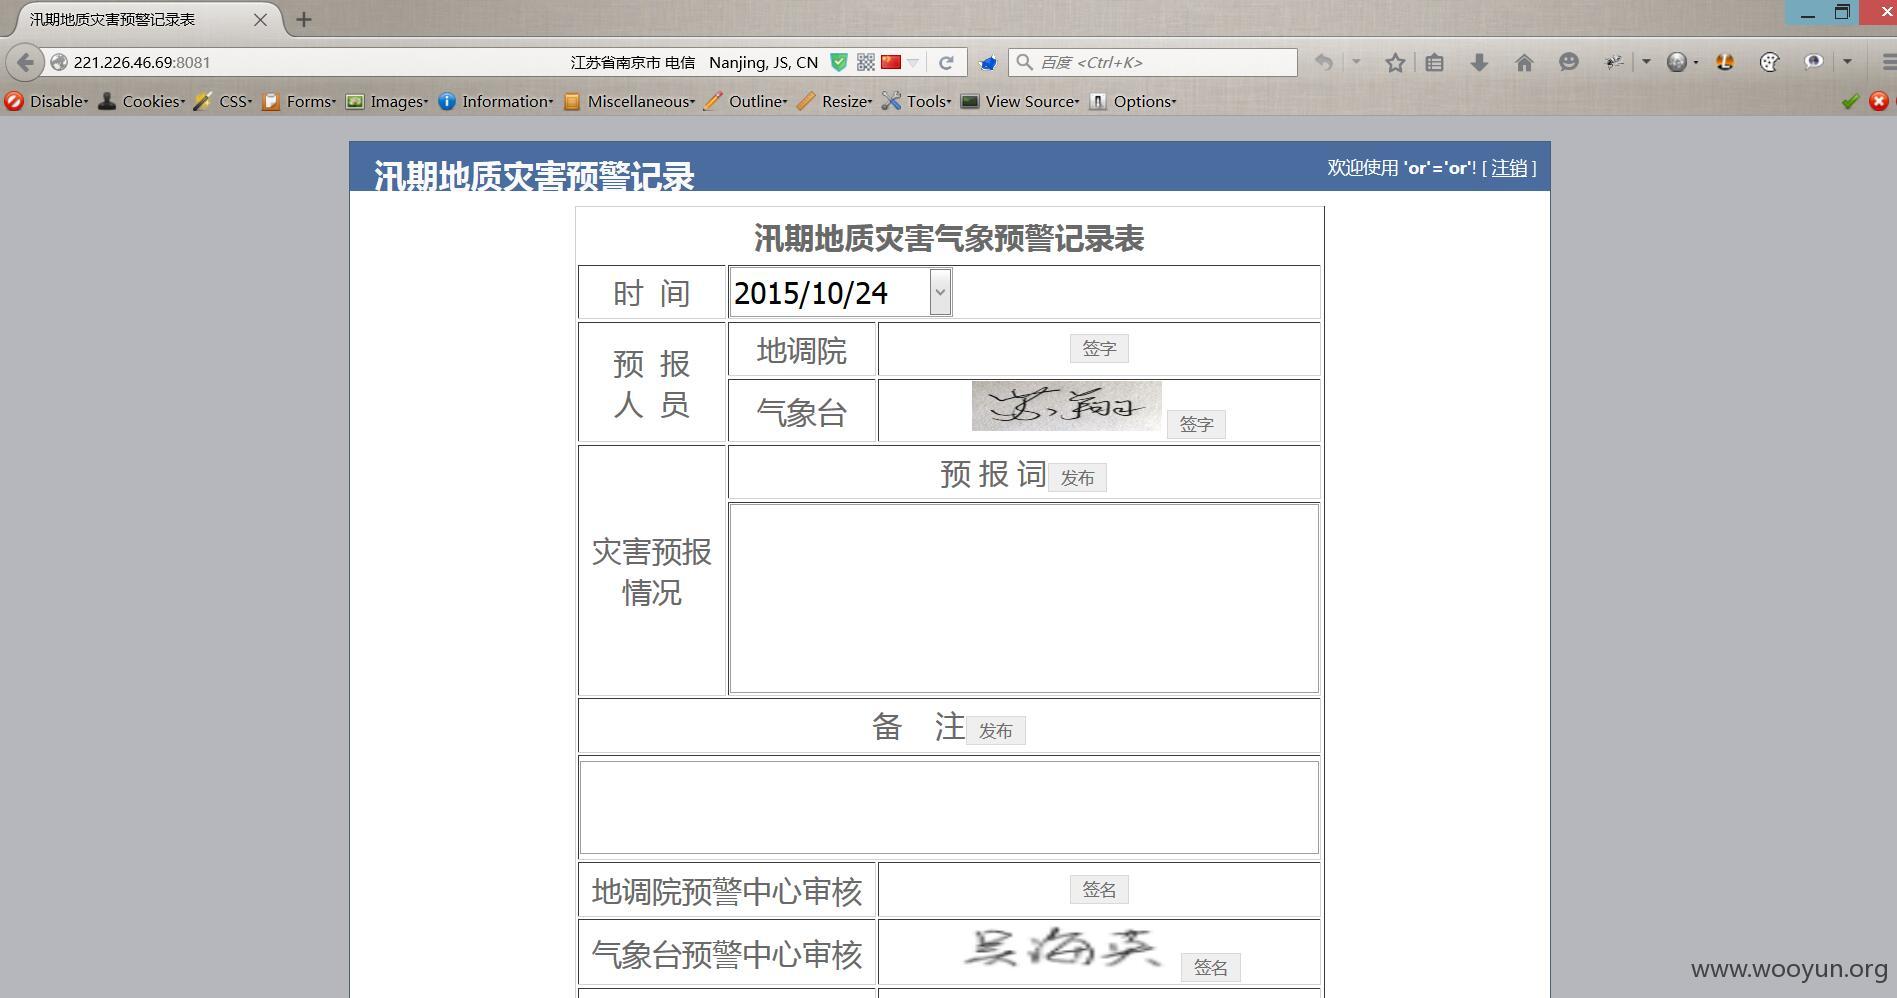 汛期地质灾害预警记录表
221.226.46.69:8081
江苏省南京市 电信 Nanjing, JS, CN
百度 <Ctrl+K>
Disable Cookies CSS Forms Images Information Miscellaneous Outline Resize Tools View Source Options
汛期地质灾害预警记录
欢迎使用 'or'='or'! [ 注销 ]
汛期地质灾害气象预警记录表
时 间
2015/10/24
预 报
人 员
地调院
签字
气象台
苏翔
签字
灾害预报
情况
预 报 词
发布
备 注
发布
地调院预警中心审核
签名
气象台预警中心审核
吴海英
签名
www.wooyun.org